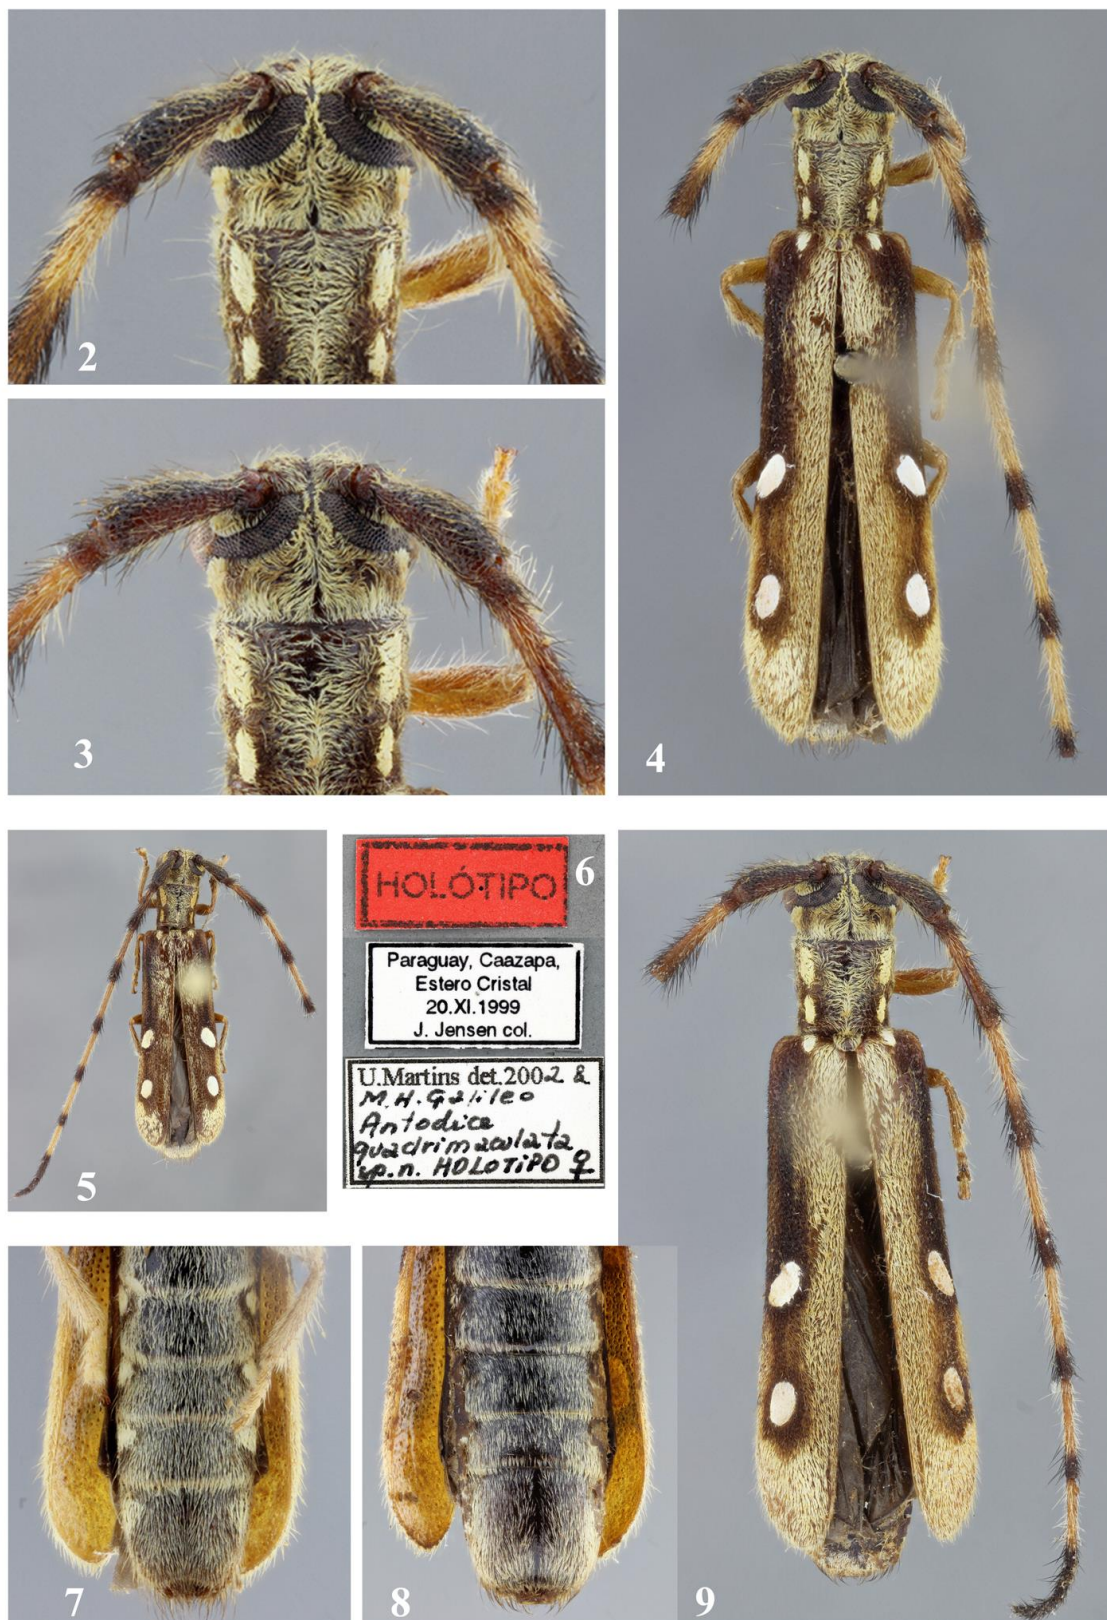 2
3
4
5
HOLÓTIPO
6
Paraguay, Caazapa,
Estero Cristal
20.XI.1999
J. Jensen col.
U.Martins det.2002 &
M.H. Galileo
Antodice
quadrimaculata
sp.n. HOLOTIPO ♀
7
8
9